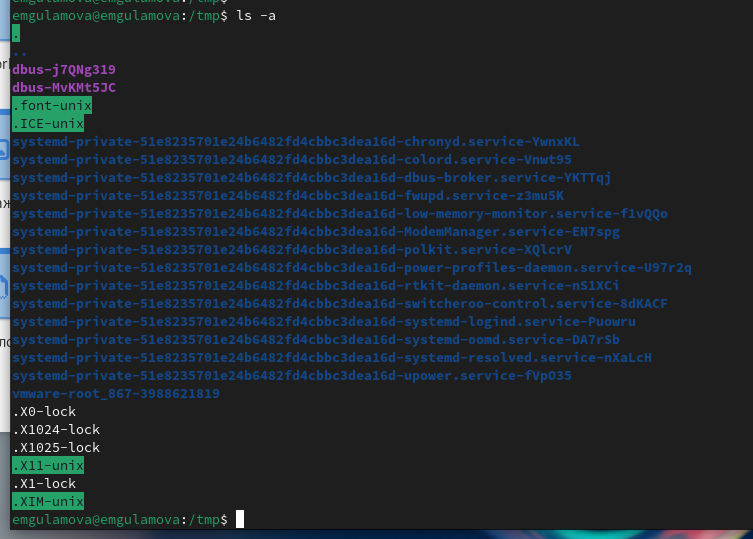 emgulamova@emgulamova:/tmp$ ls -a
.
..
dbus-j7QNg319
dbus-MvKMt5JC
.font-unix
.ICE-unix
systemd-private-51e8235701e24b6482fd4cbbc3dea16d-chronyd.service-YwnxKL
systemd-private-51e8235701e24b6482fd4cbbc3dea16d-colord.service-Vnwt95
systemd-private-51e8235701e24b6482fd4cbbc3dea16d-dbus-broker.service-YKTTqj
systemd-private-51e8235701e24b6482fd4cbbc3dea16d-fwupd.service-z3mu5K
systemd-private-51e8235701e24b6482fd4cbbc3dea16d-low-memory-monitor.service-f1vQQo
systemd-private-51e8235701e24b6482fd4cbbc3dea16d-ModemManager.service-EN7spg
systemd-private-51e8235701e24b6482fd4cbbc3dea16d-polkit.service-XQlcrV
systemd-private-51e8235701e24b6482fd4cbbc3dea16d-power-profiles-daemon.service-U97r2q
systemd-private-51e8235701e24b6482fd4cbbc3dea16d-rtkit-daemon.service-nS1XCi
systemd-private-51e8235701e24b6482fd4cbbc3dea16d-switcheroo-control.service-8dKACF
systemd-private-51e8235701e24b6482fd4cbbc3dea16d-systemd-logind.service-Puowru
systemd-private-51e8235701e24b6482fd4cbbc3dea16d-systemd-oomd.service-DA7rSb
systemd-private-51e8235701e24b6482fd4cbbc3dea16d-systemd-resolved.service-nXaLcH
systemd-private-51e8235701e24b6482fd4cbbc3dea16d-upower.service-fVpO35
vmware-root_867-3988621819
.X0-lock
.X1024-lock
.X1025-lock
.X11-unix
.X1-lock
.XIM-unix
emgulamova@emgulamova:/tmp$